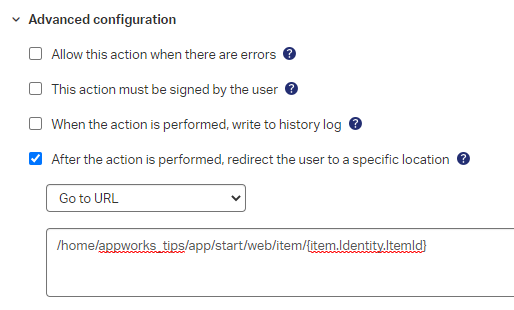 Advanced configuration
Allow this action when there are errors ?
This action must be signed by the user ?
When the action is performed, write to history log ?
After the action is performed, redirect the user to a specific location ?
Go to URL
/home/appworks_tips/app/start/web/item/{item.Identity.ItemId}